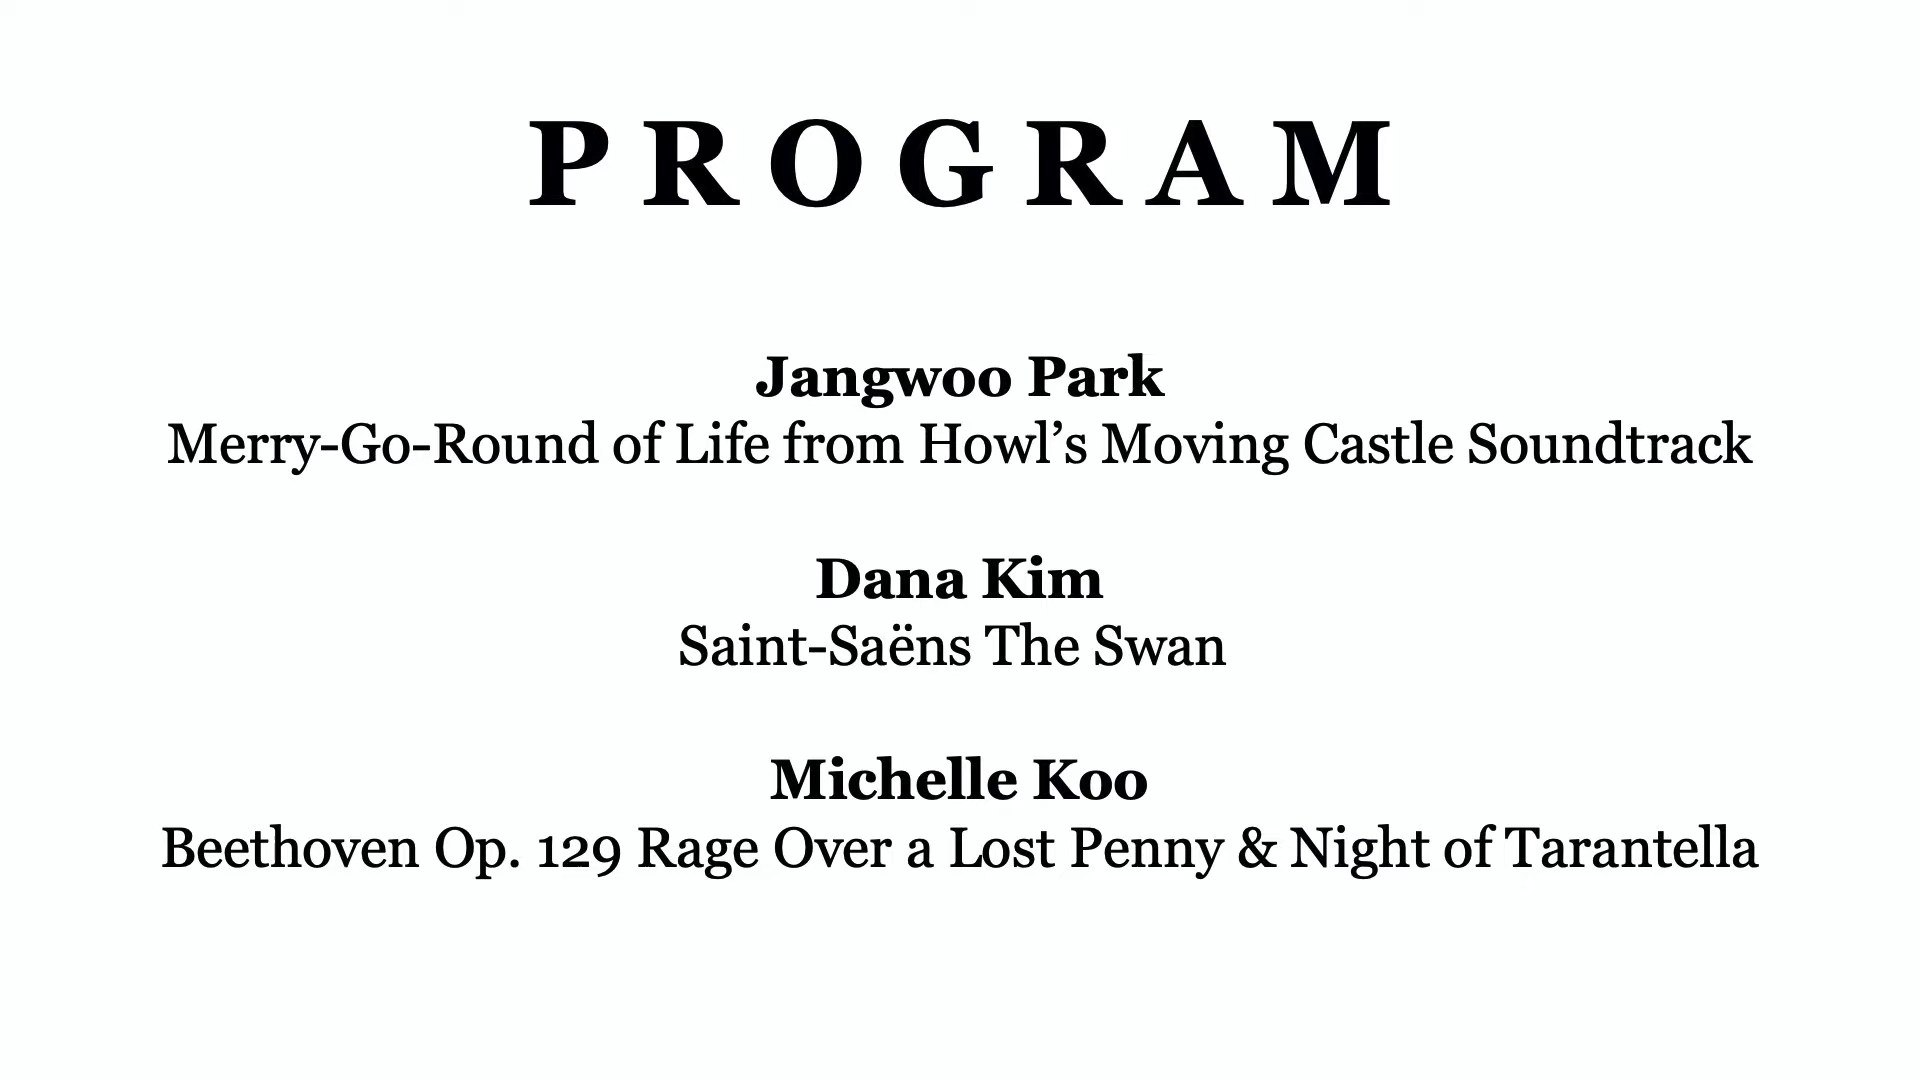 PROGRAM
Jangwoo Park
Merry-Go-Round of Life from Howl’s Moving Castle Soundtrack
Dana Kim
Saint-Saëns The Swan
Michelle Koo
Beethoven Op. 129 Rage Over a Lost Penny & Night of Tarantella